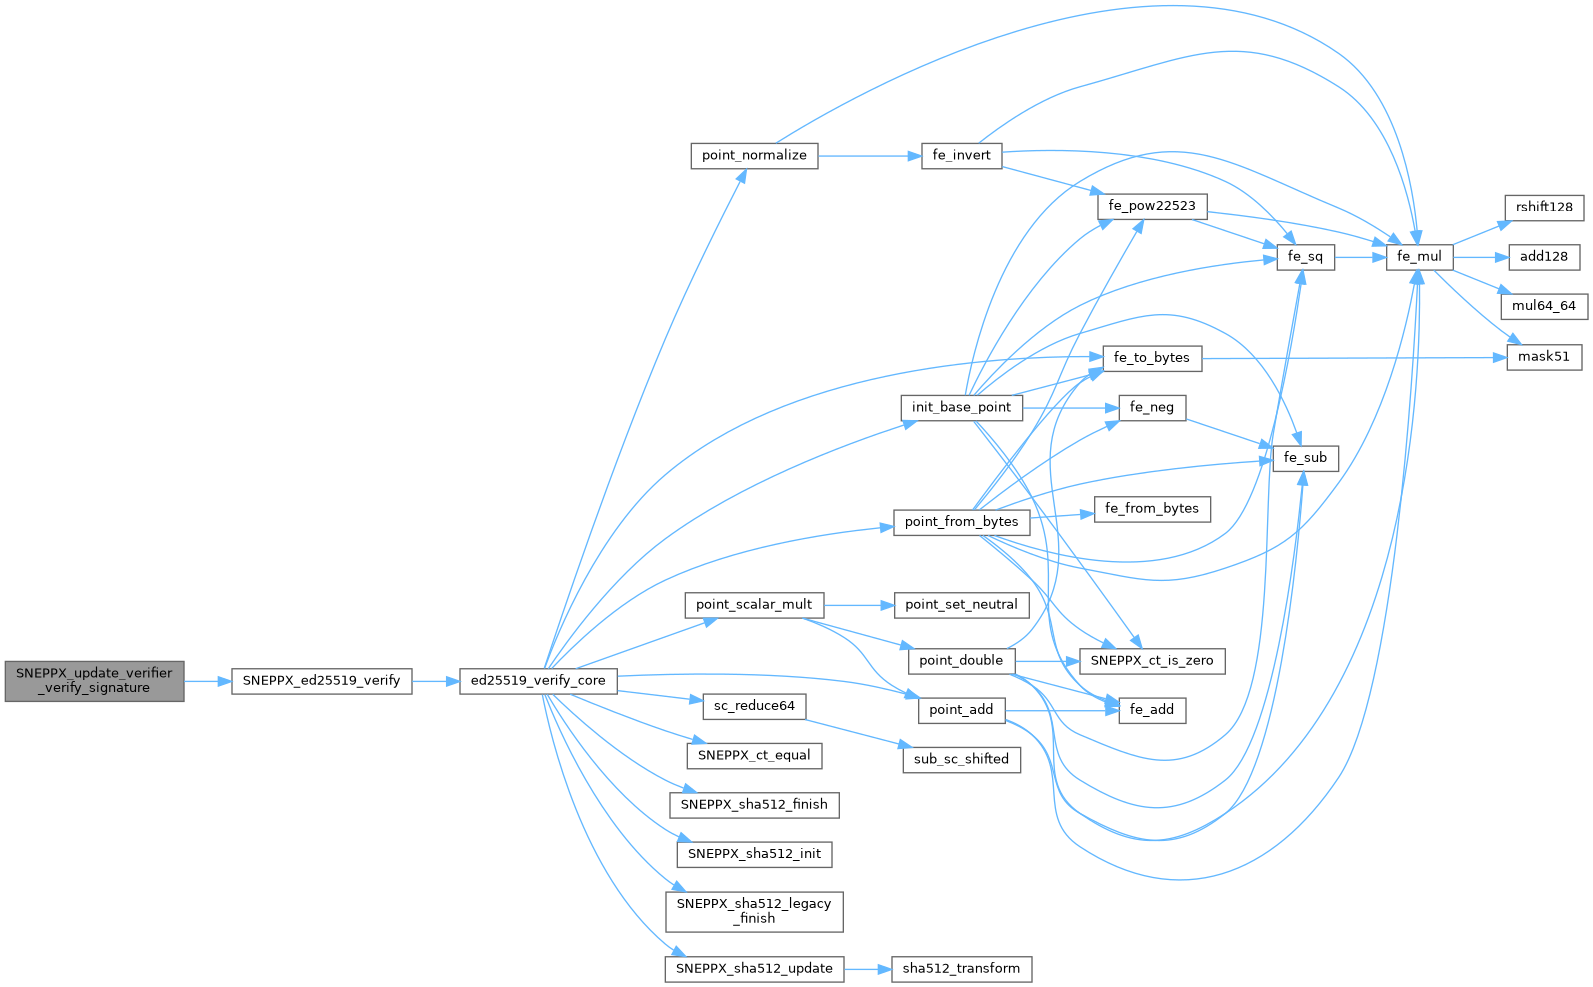 SNEPPX_update_verifier
_verify_signature
SNEPPX_ed25519_verify
ed25519_verify_core
point_normalize
fe_invert
fe_pow22523
fe_sq
fe_mul
rshift128
add128
mul64_64
mask51
fe_to_bytes
init_base_point
fe_neg
fe_sub
point_from_bytes
fe_from_bytes
point_scalar_mult
point_set_neutral
point_double
SNEPPX_ct_is_zero
sc_reduce64
point_add
fe_add
SNEPPX_ct_equal
sub_sc_shifted
SNEPPX_sha512_finish
SNEPPX_sha512_init
SNEPPX_sha512_legacy
_finish
SNEPPX_sha512_update
sha512_transform